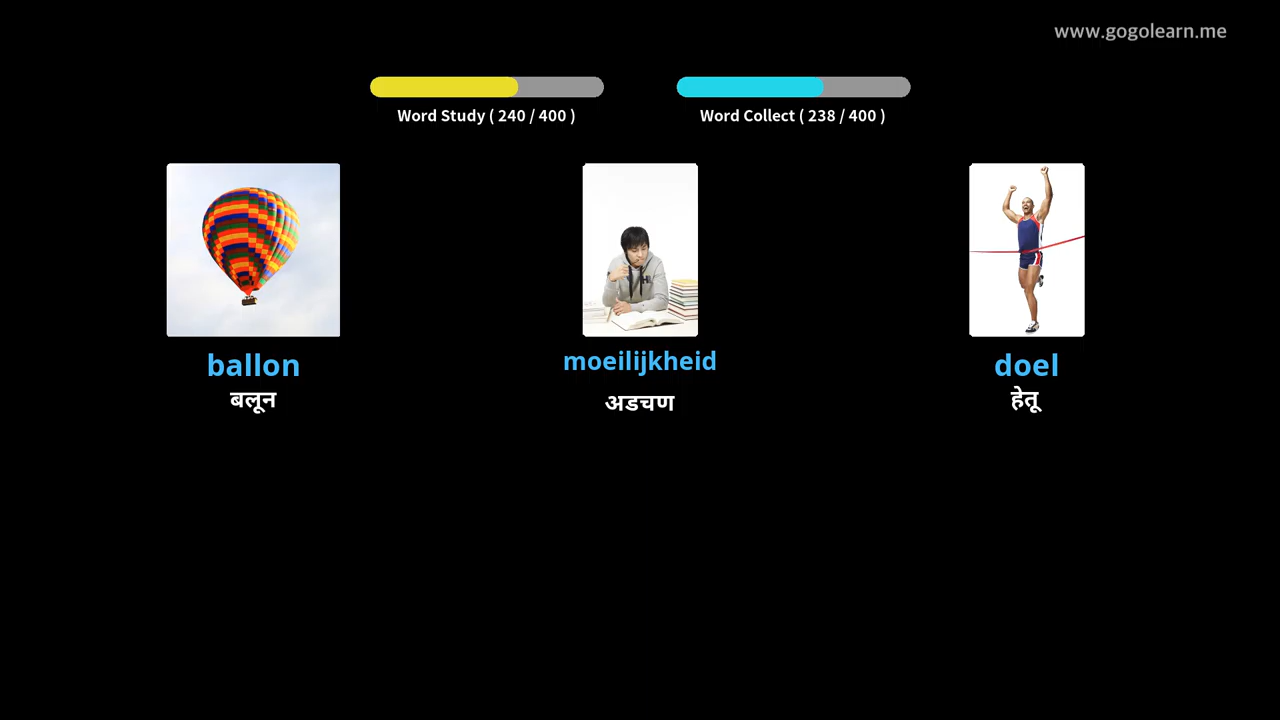 www.gogolearn.me
Word Study ( 240 / 400 )
Word Collect ( 238 / 400 )
ballon
बलून
moeilijkheid
अडचण
doel
हेतू